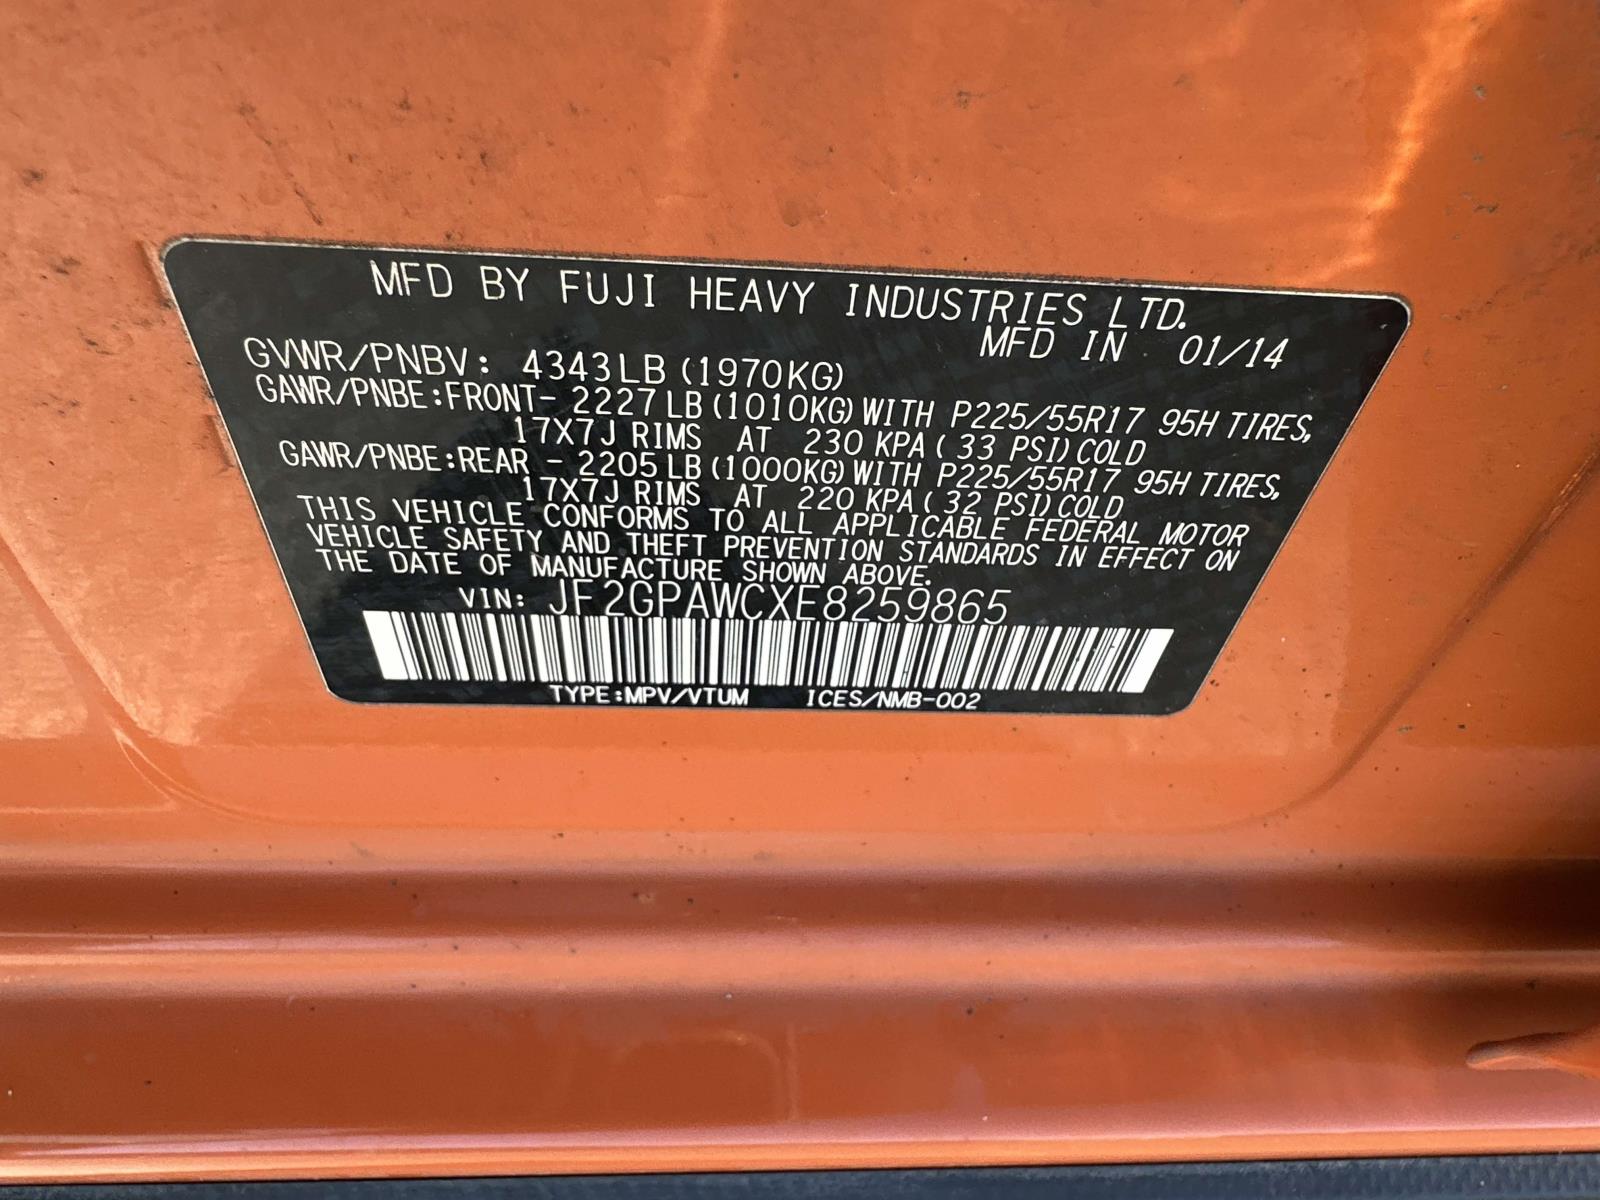 MFD BY FUJI HEAVY INDUSTRIES LTD.
MFD IN 01/14
GVWR/PNBV: 4343LB (1970KG)
GAWR/PNBE:FRONT- 2227LB(1010KG)WITH P225/55R17 95H TIRES,
17X7J RIMS AT 230 KPA( 33 PSI)COLD
GAWR/PNBE:REAR - 2205LB(1000KG)WITH P225/55R17 95H TIRES,
17X7J RIMS AT 220 KPA( 32 PSI)COLD
THIS VEHICLE CONFORMS TO ALL APPLICABLE FEDERAL MOTOR
VEHICLE SAFETY AND THEFT PREVENTION STANDARDS IN EFFECT ON
THE DATE OF MANUFACTURE SHOWN ABOVE.
VIN: JF2GPAWCXE8259865
TYPE:MPV/VTUM ICES/NMB-002